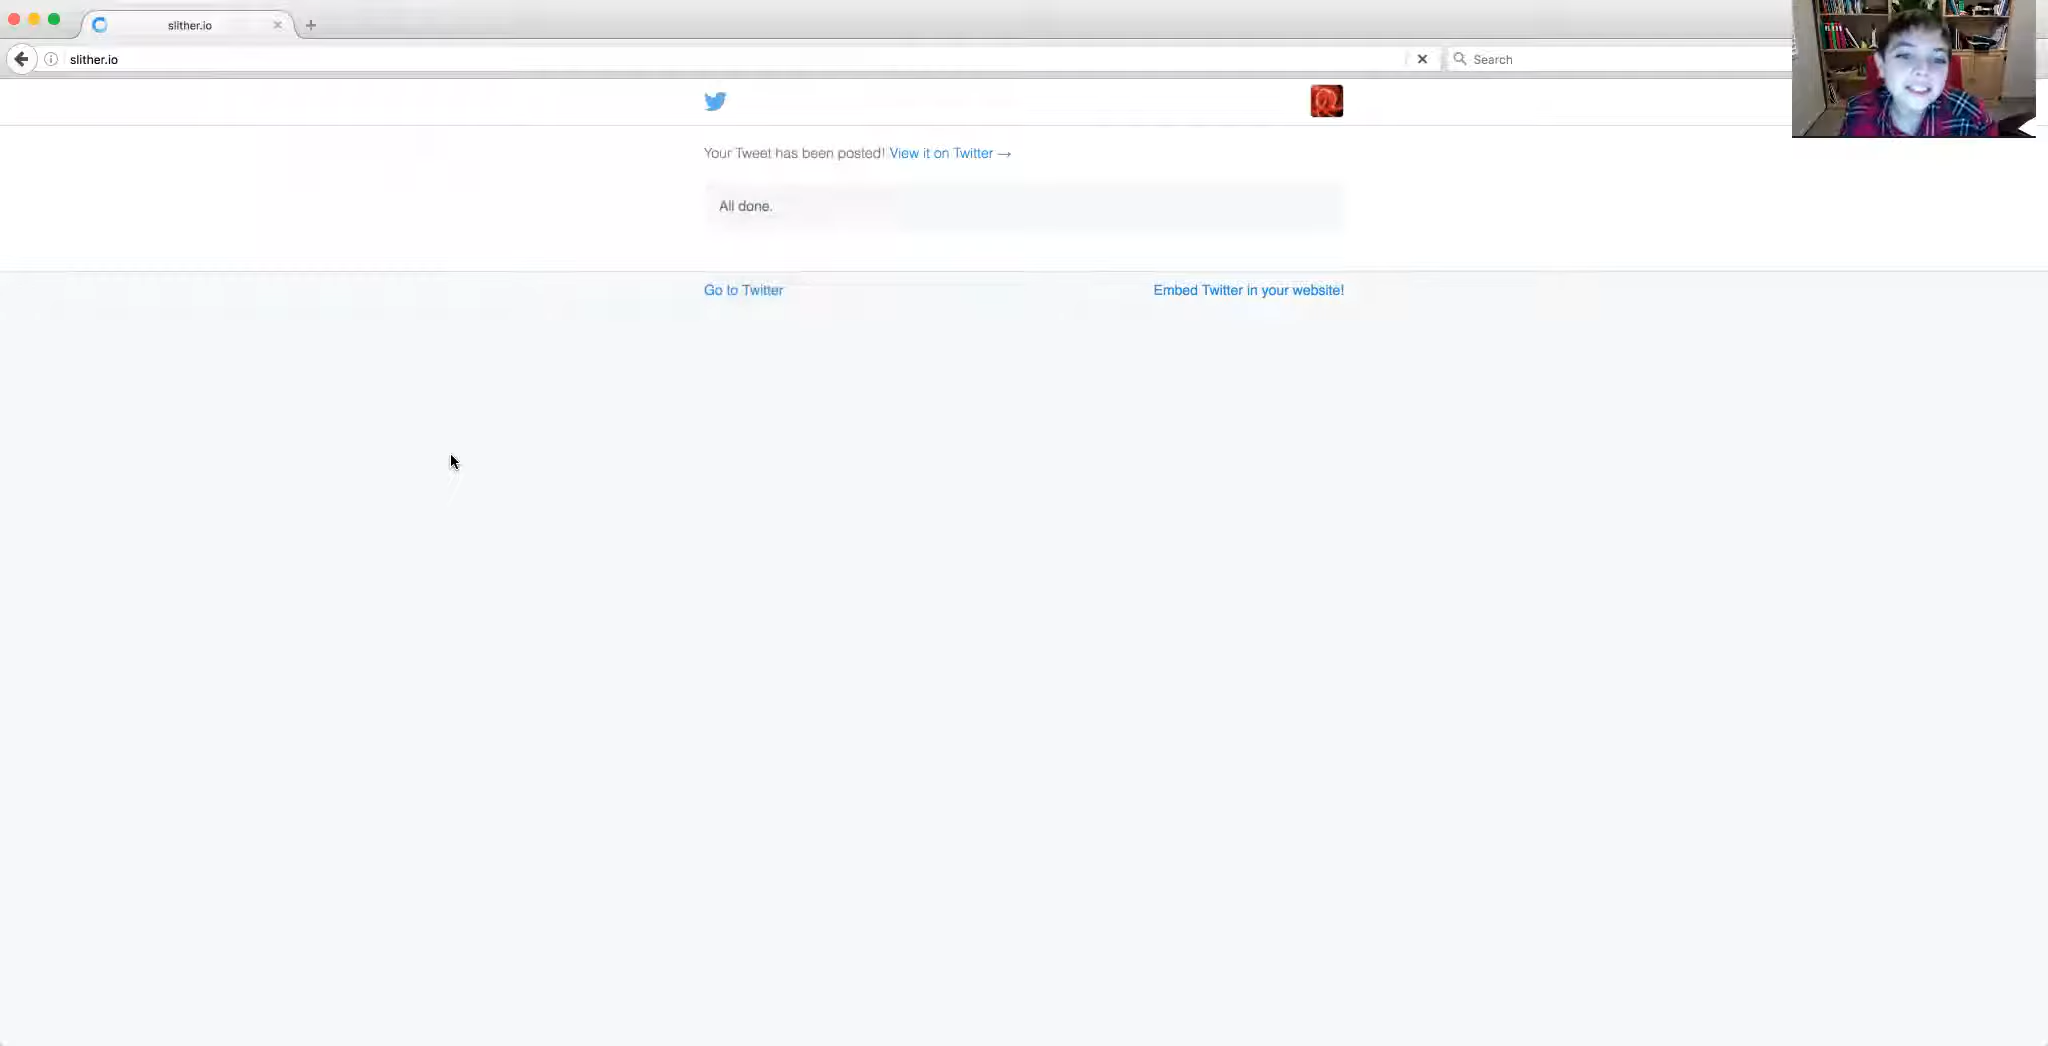 slither.io
slither.io
Search
Your Tweet has been posted! View it on Twitter →
All done.
Go to Twitter
Embed Twitter in your website!